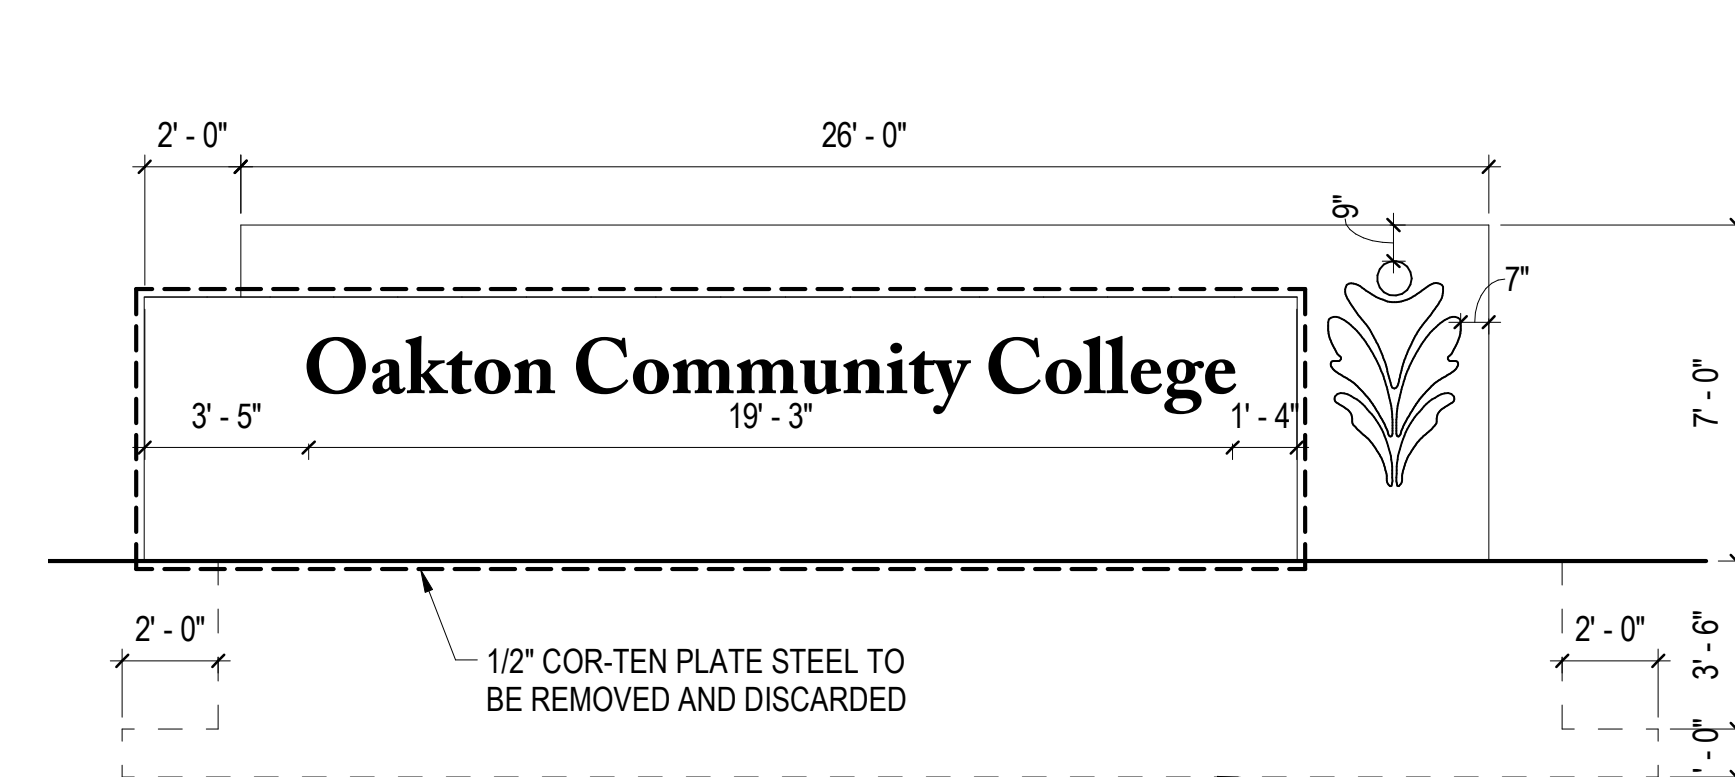 2' - 0"
26' - 0"
9"
7"
Oakton Community College
3' - 5"
19' - 3"
1' - 4"
7' - 0"
2' - 0"
2' - 0"
3' - 6"
1/2" COR-TEN PLATE STEEL TO
BE REMOVED AND DISCARDED
' - 0"